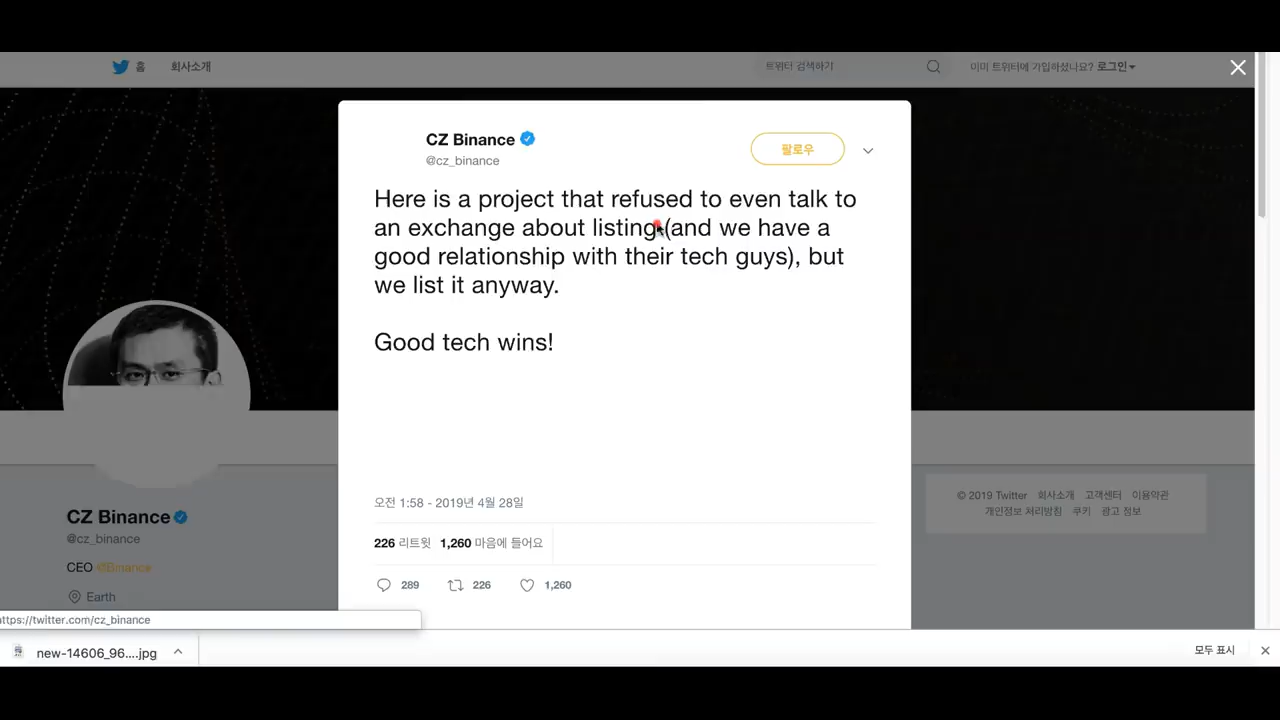 홈 회사소개 트위터 검색하기 이미 트위터에 가입하셨나요? 로그인
CZ Binance
@cz_binance
팔로우
Here is a project that refused to even talk to
an exchange about listing (and we have a
good relationship with their tech guys), but
we list it anyway.
Good tech wins!
오전 1:58 - 2019년 4월 28일
226 리트윗 1,260 마음에 들어요
289 226 1,260
CZ Binance
@cz_binance
CEO @Binance
Earth
© 2019 Twitter 회사소개 고객센터 이용약관
개인정보 처리방침 쿠키 광고 정보
ttps://twitter.com/cz_binance
new-14606_96....jpg
모두 표시